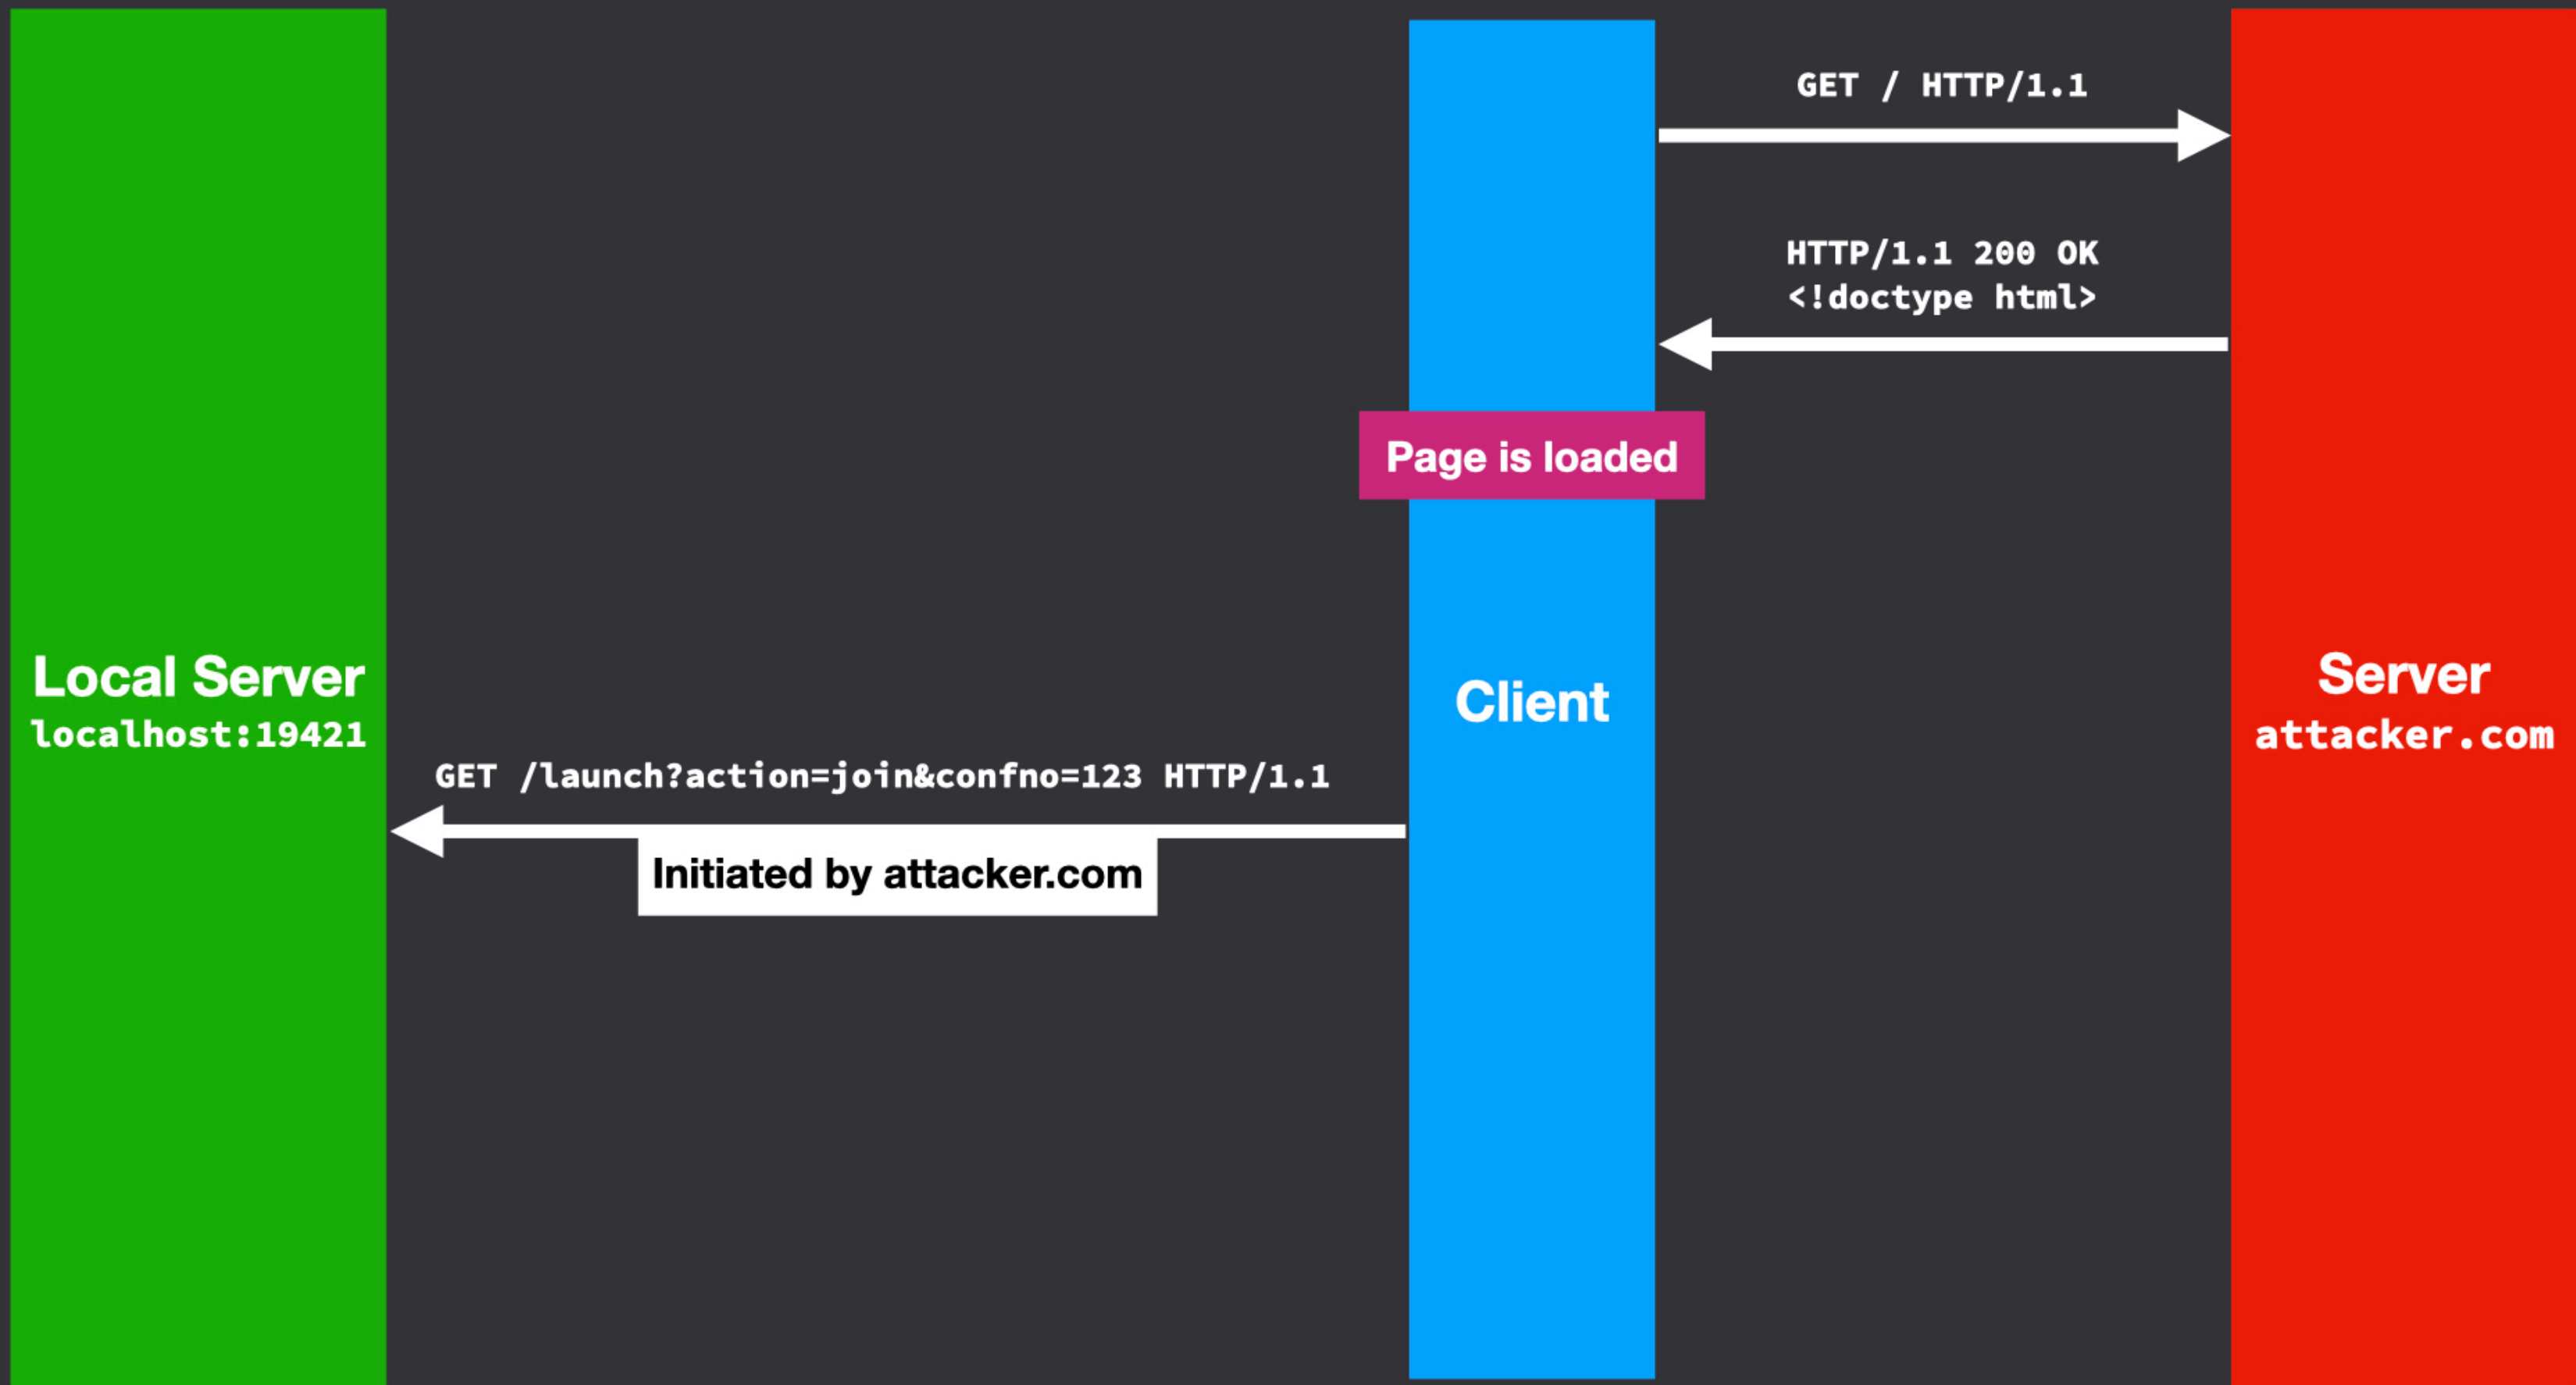 GET / HTTP/1.1
HTTP/1.1 200 OK
<!doctype html>
Page is loaded
Local Server
localhost:19421
Client
Server
attacker.com
GET /launch?action=join&confno=123 HTTP/1.1
Initiated by attacker.com